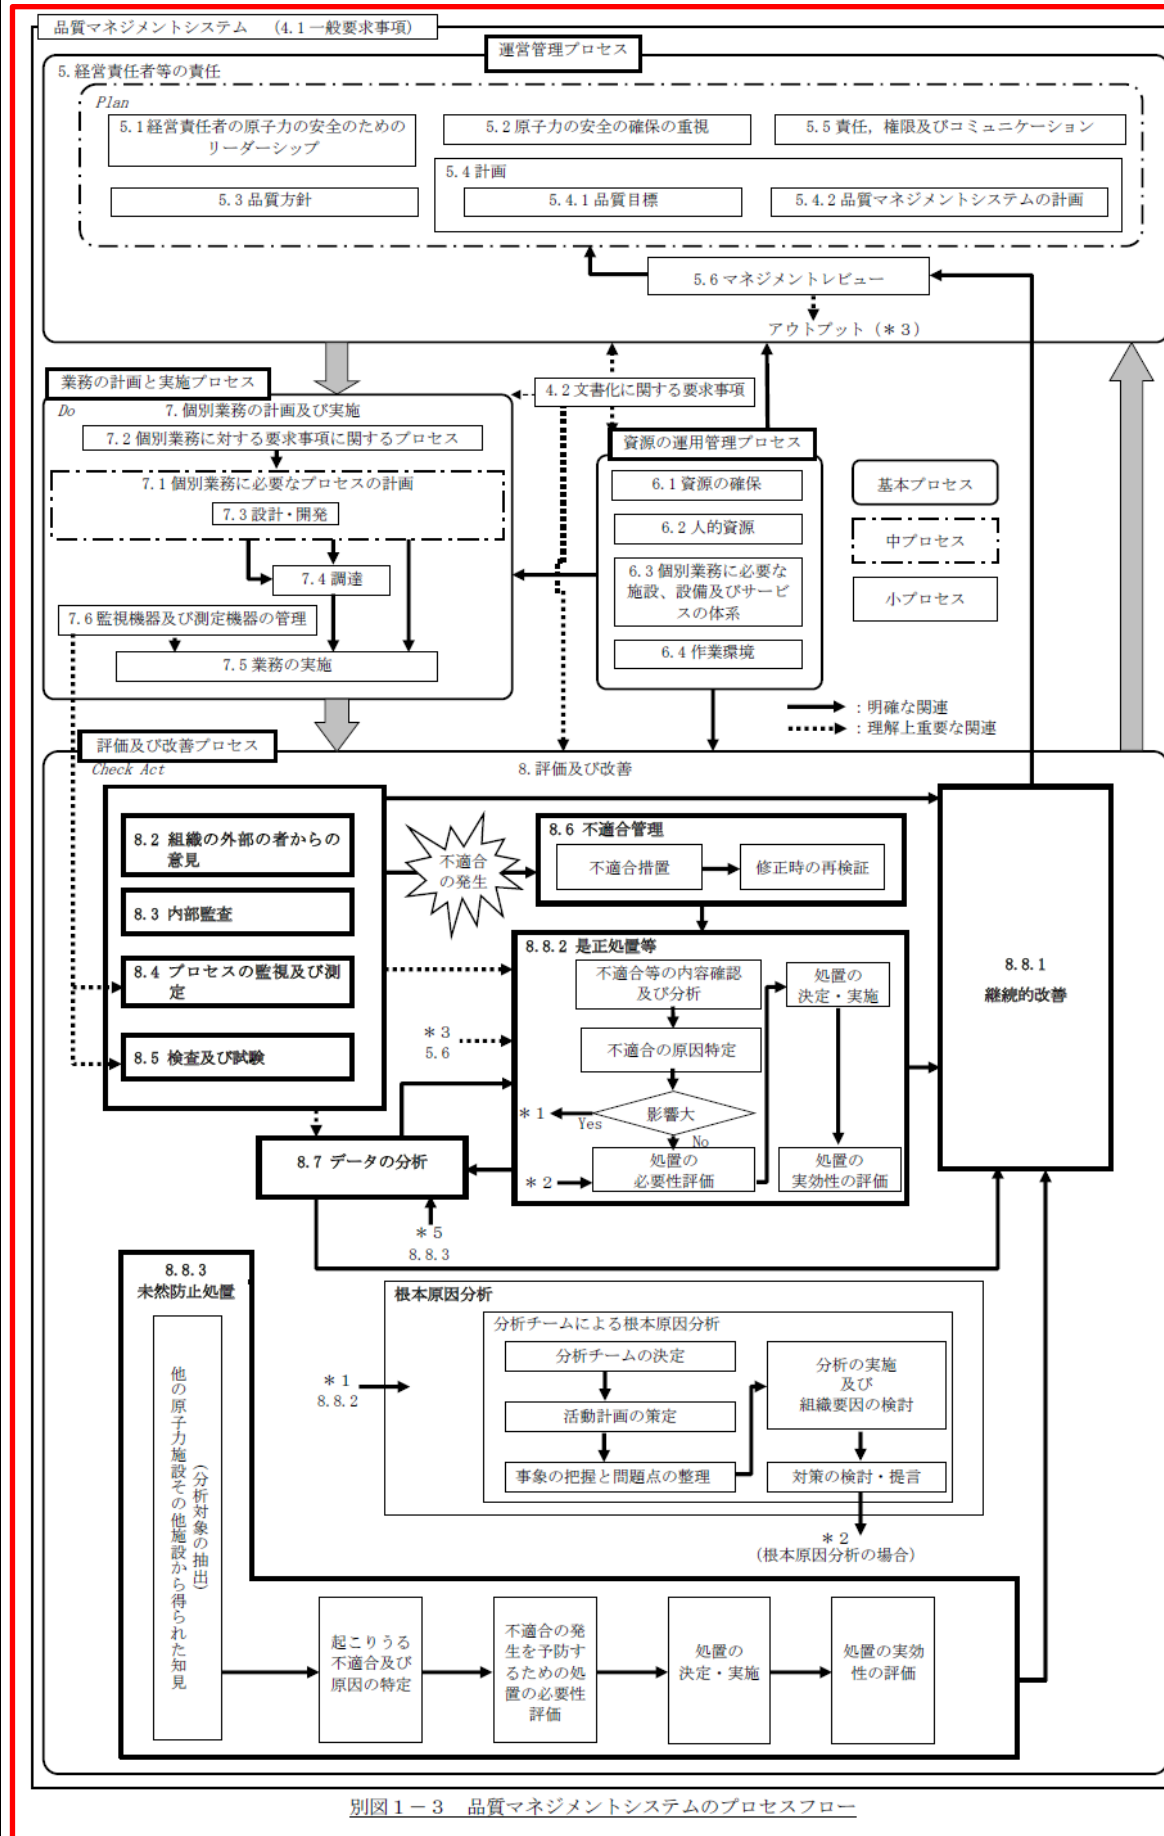 品質マネジメントシステム (4.1一般要求事項)
運営管理プロセス
5.経営責任者等の責任
Plan
5.1経営責任者の原子力の安全のための
リーダーシップ
5.2原子力の安全の確保の重視
5.5責任,権限及びコミュニケーション
5.3品質方針
5.4計画
5.4.1品質目標
5.4.2品質マネジメントシステムの計画
5.6マネジメントレビュー
アウトプット(*3)
業務の計画と実施プロセス
Do
7.個別業務の計画及び実施
7.2個別業務に対する要求事項に関するプロセス
7.1個別業務に必要なプロセスの計画
7.3設計・開発
7.4調達
7.6監視機器及び測定機器の管理
7.5業務の実施
4.2文書化に関する要求事項
資源の運用管理プロセス
6.1資源の確保
6.2人的資源
6.3個別業務に必要な
施設、設備及びサービ
スの体系
6.4作業環境
基本プロセス
中プロセス
小プロセス
:明確な関連
:理解上重要な関連
評価及び改善プロセス
Check Act
8.評価及び改善
8.2 組織の外部の者からの
意見
8.3 内部監査
8.4 プロセスの監視及び測
定
8.5 検査及び試験
不適合
の発生
8.6 不適合管理
不適合措置
修正時の再検証
8.8.2 是正処置等
不適合等の内容確認
及び分析
不適合の原因特定
影響大
*1
Yes
No
*2
処置の
必要性評価
処置の
決定・実施
処置の
実効性の評価
*3
5.6
8.7 データの分析
*5
8.8.3
8.8.1
継続的改善
8.8.3
未然防止処置
他の原子力施設その他施設から得られた知見
(分析対象の抽出)
根本原因分析
分析チームによる根本原因分析
*1
8.8.2
分析チームの決定
活動計画の策定
事象の把握と問題点の整理
分析の実施
及び
組織要因の検討
対策の検討・提言
*2
(根本原因分析の場合)
起こりうる
不適合及び
原因の特定
不適合の発
生を予防す
るための処
置の必要性
評価
処置の
決定・実施
処置の実効
性の評価
別図1-3 品質マネジメントシステムのプロセスフロー